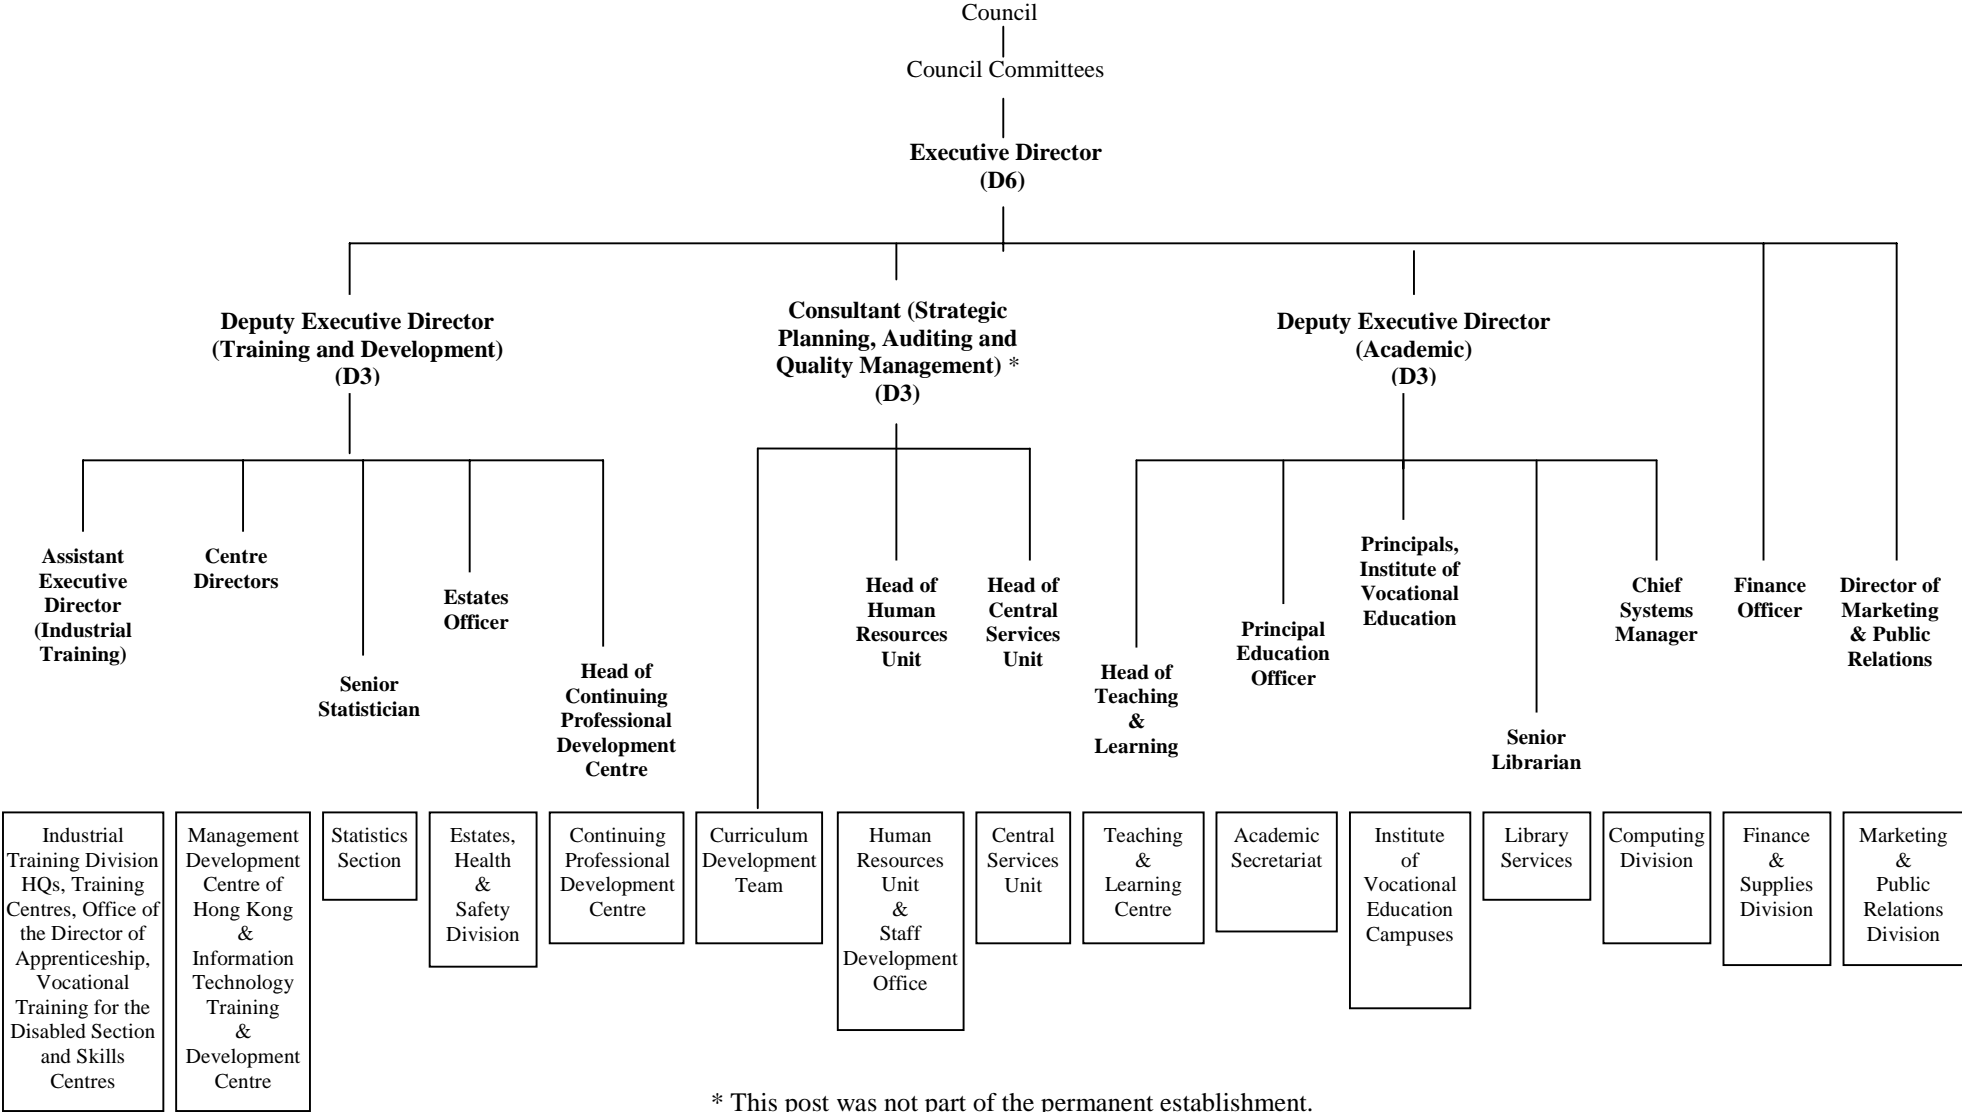 Council
Council Committees
Executive Director
(D6)
Deputy Executive Director
(Training and Development)
(D3)
Consultant (Strategic
Planning, Auditing and
Quality Management) *
(D3)
Deputy Executive Director
(Academic)
(D3)
Assistant
Executive
Director
(Industrial
Training)
Centre
Directors
Senior
Statistician
Estates
Officer
Head of
Continuing
Professional
Development
Centre
Head of
Human
Resources
Unit
Head of
Central
Services
Unit
Head of
Teaching
&
Learning
Principal
Education
Officer
Principals,
Institute of
Vocational
Education
Senior
Librarian
Chief
Systems
Manager
Finance
Officer
Director of
Marketing
& Public
Relations
Industrial
Training Division
HQs, Training
Centres, Office of
the Director of
Apprenticeship,
Vocational
Training for the
Disabled Section
and Skills
Centres
Management
Development
Centre of
Hong Kong
&
Information
Technology
Training
&
Development
Centre
Statistics
Section
Estates,
Health
&
Safety
Division
Continuing
Professional
Development
Centre
Curriculum
Development
Team
Human
Resources
Unit
&
Staff
Development
Office
Central
Services
Unit
Teaching
&
Learning
Centre
Academic
Secretariat
Institute
of
Vocational
Education
Campuses
Library
Services
Computing
Division
Finance
&
Supplies
Division
Marketing
&
Public
Relations
Division
* This post was not part of the permanent establishment.